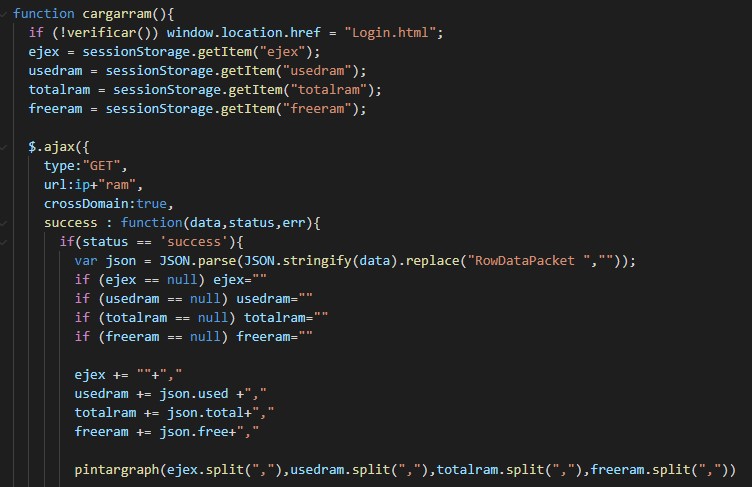 function cargarram(){
if (!verificar()) window.location.href = "Login.html";
ejex = sessionStorage.getItem("ejex");
usedram = sessionStorage.getItem("usedram");
totalram = sessionStorage.getItem("totalram");
freeram = sessionStorage.getItem("freeram");
$.ajax({
type:"GET",
url:ip+"ram",
crossDomain:true,
success : function(data,status,err){
if(status == 'success'){
var json = JSON.parse(JSON.stringify(data).replace("RowDataPacket ",""));
if (ejex == null) ejex=""
if (usedram == null) usedram=""
if (totalram == null) totalram=""
if (freeram == null) freeram=""
ejex += ""+","
usedram += json.used +","
totalram += json.total+","
freeram += json.free+","
pintargraph(ejex.split(","),usedram.split(","),totalram.split(","),freeram.split(","))